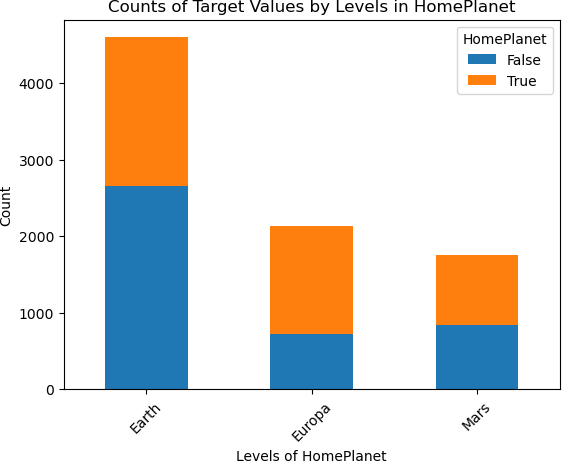 Counts of Target Values by Levels in HomePlanet
HomePlanet
False
True
4000
3000
2000
1000
0
Count
Earth
Europa
Mars
Levels of HomePlanet